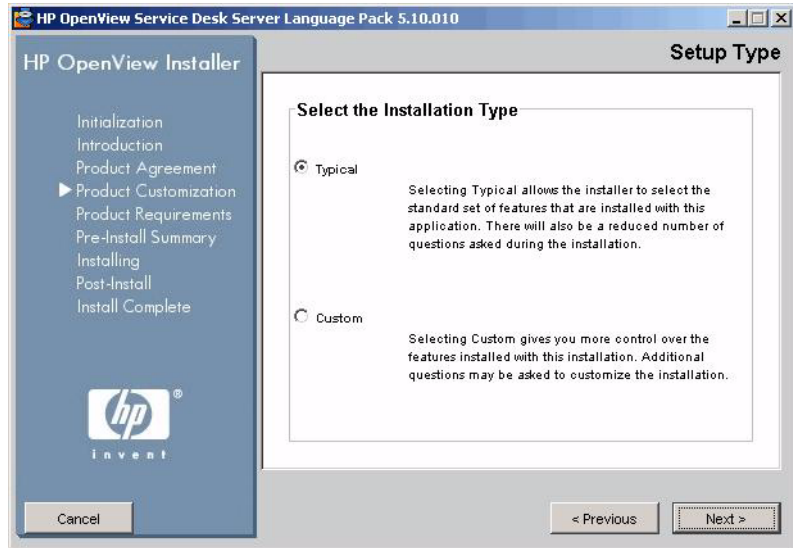 HP OpenView Service Desk Server Language Pack 5.10.010
HP OpenView Installer
Setup Type
Initialization
Introduction
Product Agreement
Product Customization
Product Requirements
Pre-Install Summary
Installing
Post-Install
Install Complete
hp
®
invent
Select the Installation Type
Typical
Selecting Typical allows the installer to select the
standard set of features that are installed with this
application. There will also be a reduced number of
questions asked during the installation.
Custom
Selecting Custom gives you more control over the
features installed with this installation. Additional
questions may be asked to customize the installation.
Cancel
< Previous
Next >